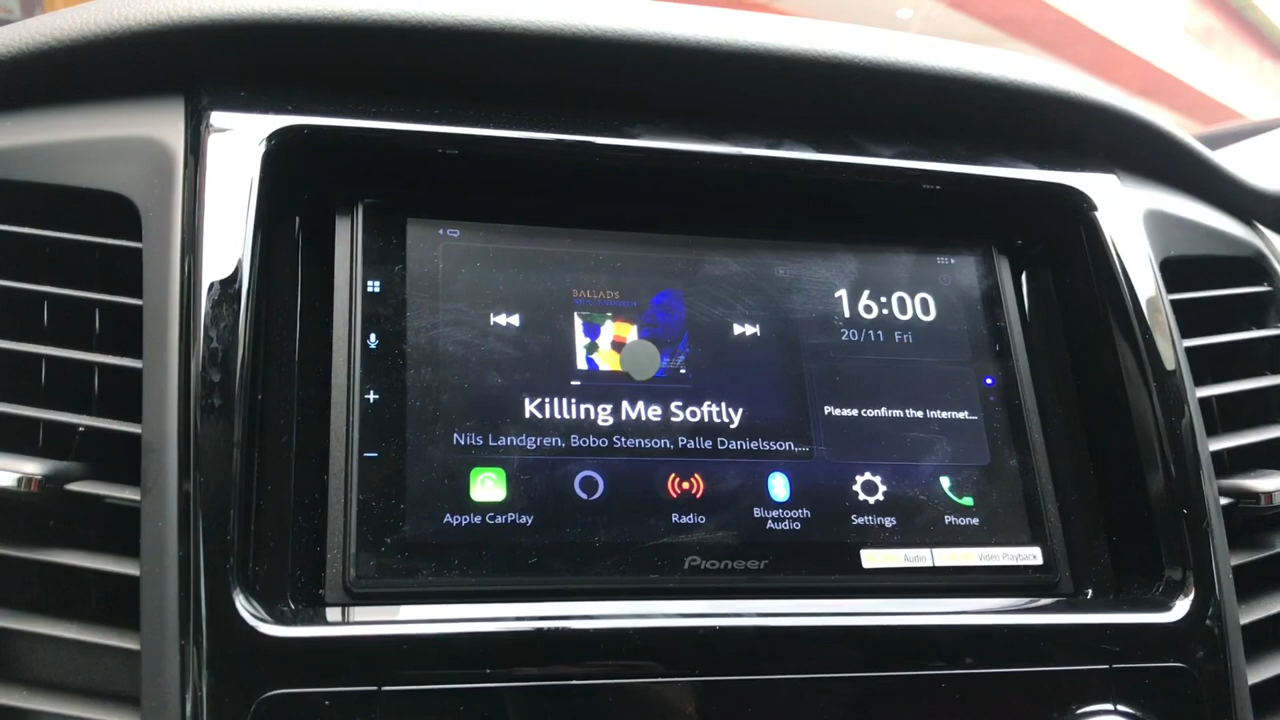 BALLADS
16:00
20/11 Fri
Killing Me Softly
Nils Landgren, Bobo Stenson, Palle Danielsson,...
Please confirm the Internet...
Apple CarPlay
Radio
Bluetooth
Audio
Settings
Phone
Pioneer
Audio
Video Playback